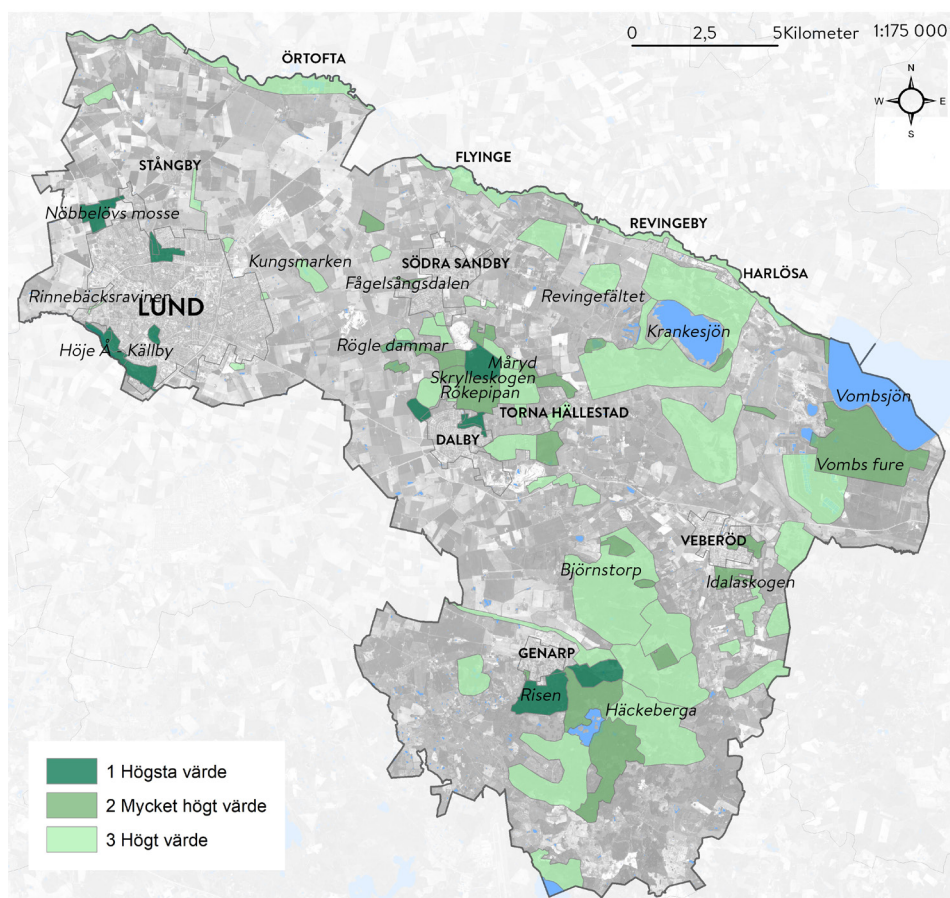 0 2,5 5Kilometer 1:175 000
N
W E
S
ÖRTOFTA
STÅNGBY
FLYINGE
Nöbbelövs mosse
REVINGEBY
Kungsmarken
SÖDRA SANDBY
HARLÖSA
Fågelsångsdalen
Revingefältet
Rinnebäcksravinen
LUND
Krankesjön
Höje Å - Källby
Rögle dammar
Måryd
Skrylleskogen
Rökepipan
Vombsjön
TORNA HÄLLESTAD
DALBY
Vombs fure
VEBERÖD
Björnstorp
Idalaskogen
GENARP
Risen
Häckeberga
1 Högsta värde
2 Mycket högt värde
3 Högt värde